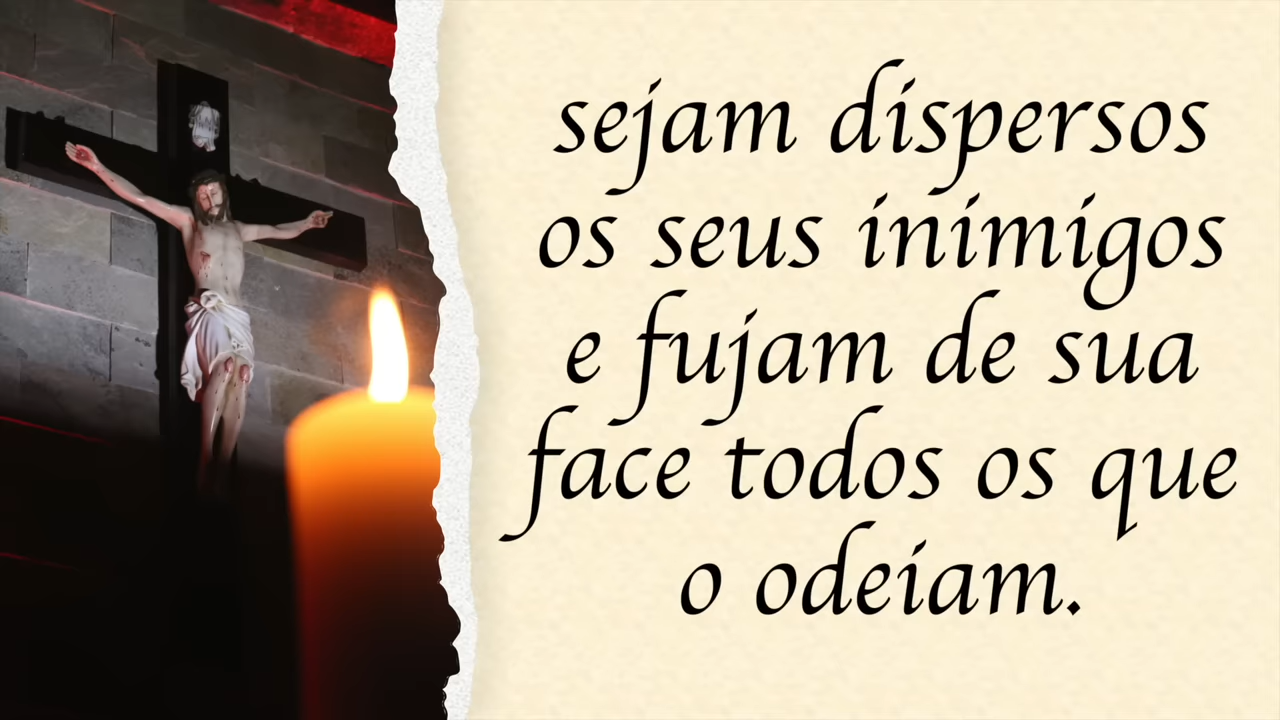 sejam dispersos
os seus inimigos
e fujam de sua
face todos os que
o odeiam.